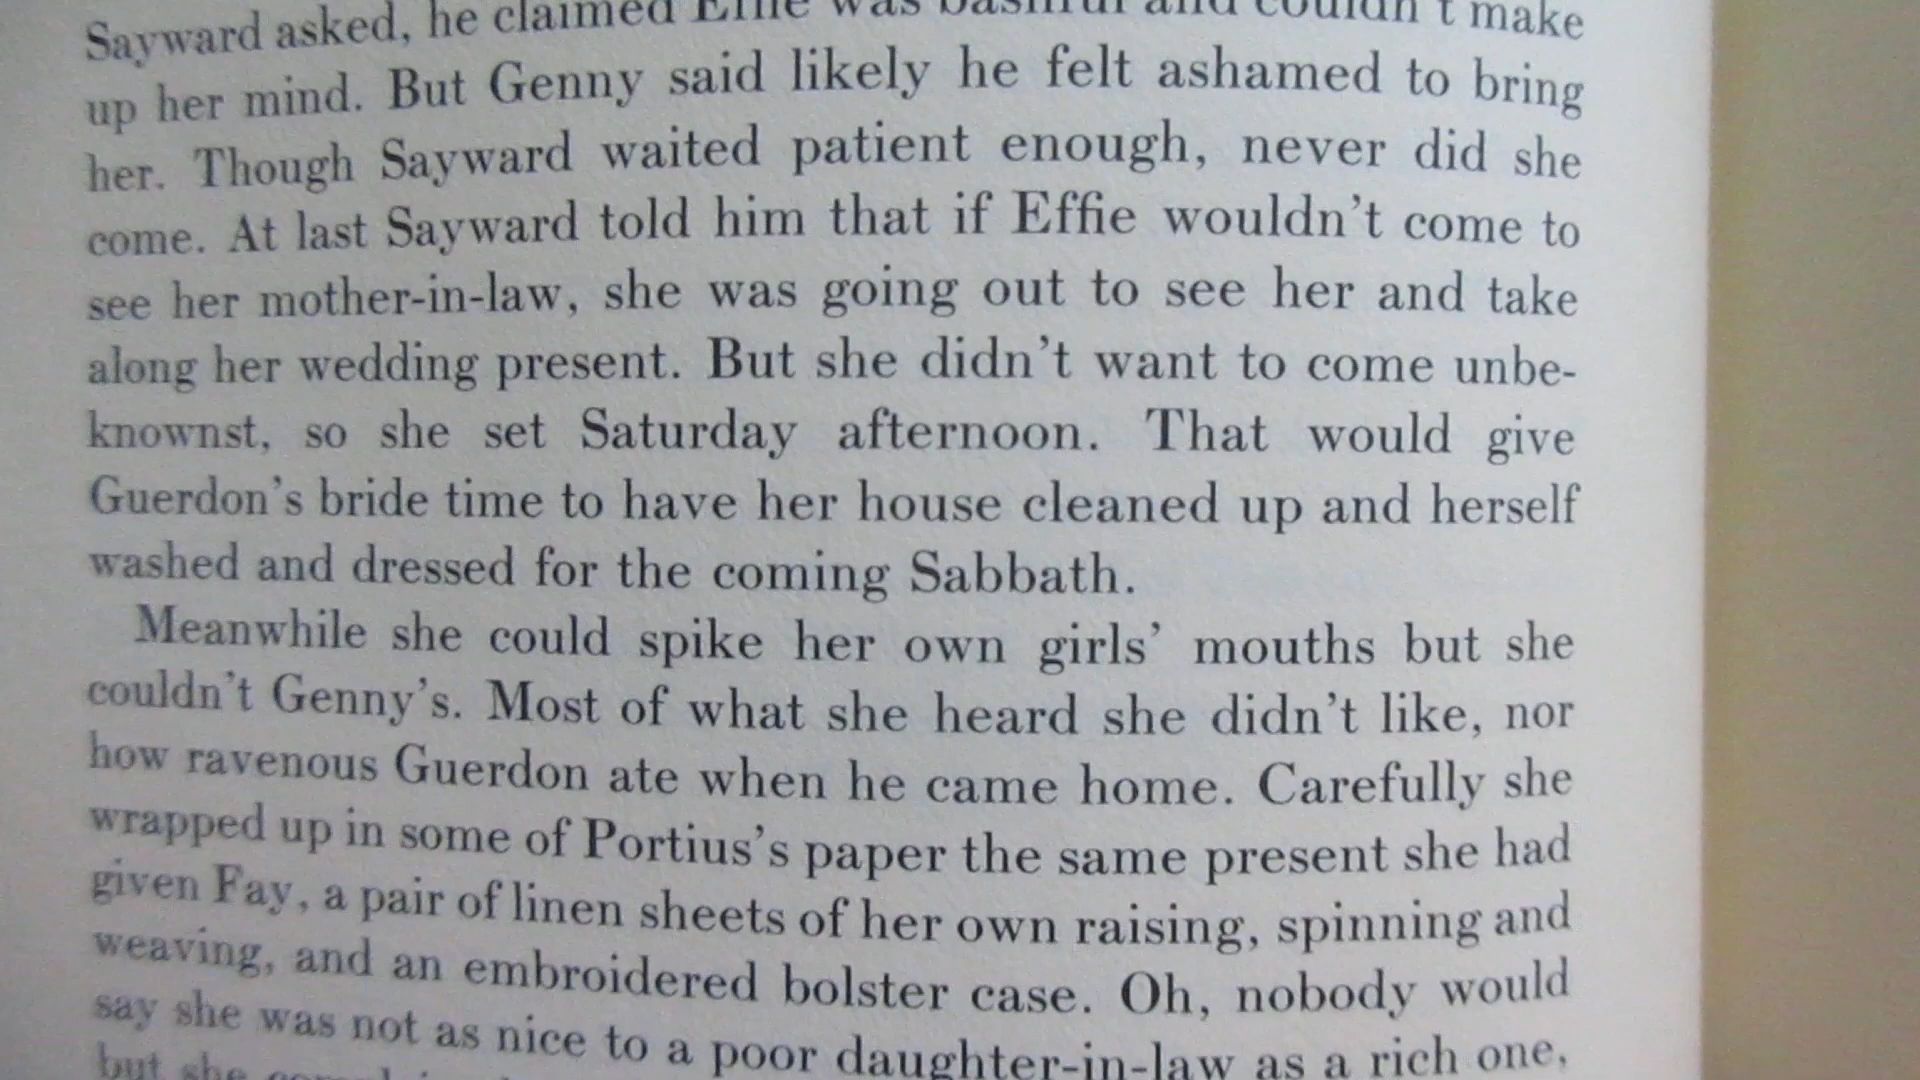 Sayward asked, he claimed Effie was bashful and couldn't make
up her mind. But Genny said likely he felt ashamed to bring
her. Though Sayward waited patient enough, never did she
come. At last Sayward told him that if Effie wouldn't come to
see her mother-in-law, she was going out to see her and take
along her wedding present. But she didn't want to come unbe-
knownst, so she set Saturday afternoon. That would give
Guerdon's bride time to have her house cleaned up and herself
washed and dressed for the coming Sabbath.
Meanwhile she could spike her own girls' mouths but she
couldn't Genny's. Most of what she heard she didn't like, nor
how ravenous Guerdon ate when he came home. Carefully she
wrapped up in some of Portius's paper the same present she had
given Fay, a pair of linen sheets of her own raising, spinning and
weaving, and an embroidered bolster case. Oh, nobody would
say she was not as nice to a poor daughter-in-law as a rich one,
but she